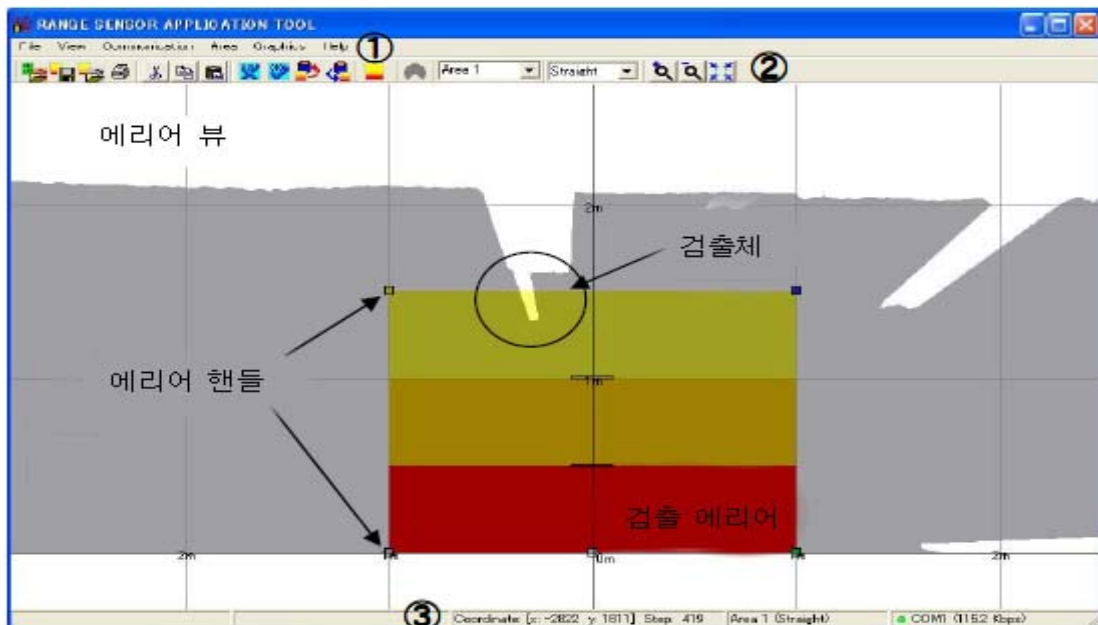 RANGE SENSOR APPLICATION TOOL
File View Communication Area Graphics Help ①
Area 1 Straight ②
에리어 뷰
2m
검출체
에리어 핸들
1m
검출 에리어
2m 0m 2m
③ Coordinate [x: -2822 y: 1811] Step: 419 Area 1 (Straight) COM1 (115.2 Kbps)